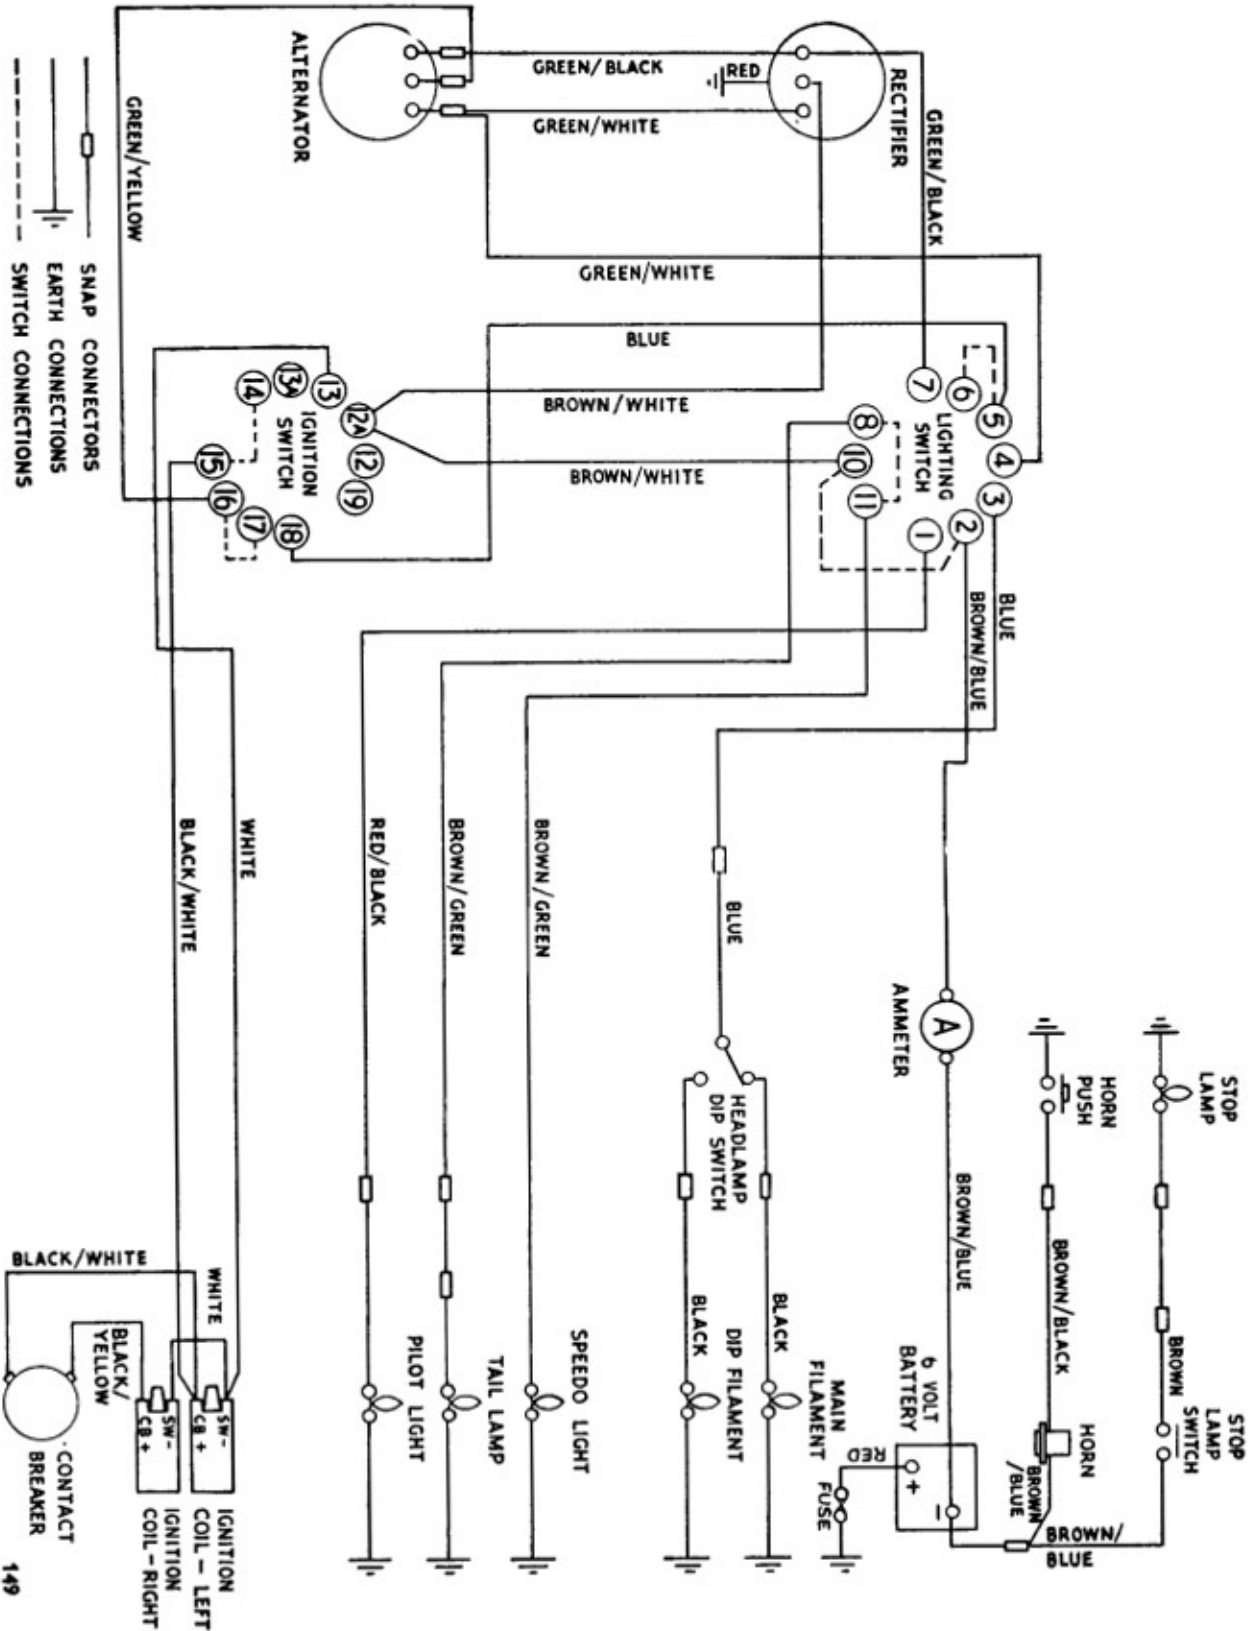 ALTERNATOR
GREEN/BLACK
RED
GREEN/WHITE
RECTIFIER
GREEN/BLACK
GREEN/YELLOW
GREEN/WHITE
BLUE
BROWN/WHITE
BROWN/WHITE
SNAP CONNECTORS
EARTH CONNECTIONS
SWITCH CONNECTIONS
14
13A
13
12A
12
19
15
16
17
18
IGNITION
SWITCH
7
6
5
4
3
2
1
8
10
11
LIGHTING
SWITCH
BLUE
BROWN/BLUE
WHITE
BLACK/WHITE
RED/BLACK
BROWN/GREEN
BROWN/GREEN
BLUE
AMMETER
A
HORN
PUSH
STOP
LAMP
HEADLAMP
DIP SWITCH
BROWN/BLUE
BROWN/BLACK
BROWN
STOP
LAMP
SWITCH
BLACK
BLACK
DIP FILAMENT
MAIN
FILAMENT
6 VOLT
BATTERY
+
−
RED
FUSE
HORN
BROWN
/BLUE
BROWN/
BLUE
SPEEDO LIGHT
TAIL LAMP
PILOT LIGHT
BLACK/WHITE
WHITE
BLACK/
YELLOW
SW−
CB +
SW−
CB +
CONTACT
BREAKER
IGNITION
COIL – LEFT
IGNITION
COIL–RIGHT
149